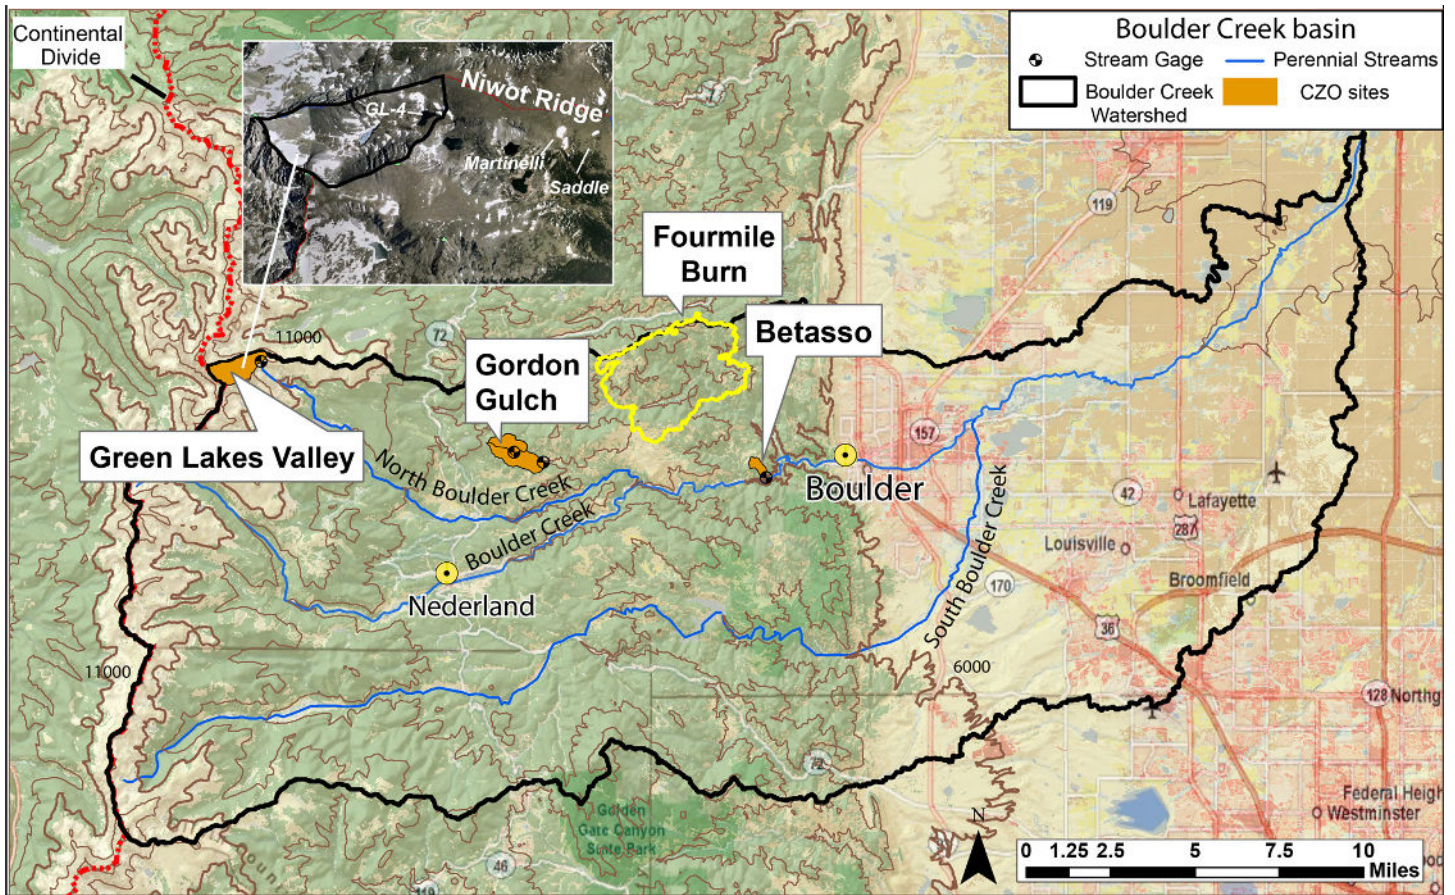 Continental
Divide
Boulder Creek basin
Stream Gage
Perennial Streams
Boulder Creek
Watershed
CZO sites
Niwot Ridge
GL-4
Martinelli
Saddle
7
119
Fourmile
Burn
Betasso
11000
72
Gordon
Gulch
Green Lakes Valley
157
North Boulder Creek
Boulder
Boulder Creek
42
Lafayette
287
Louisville
South Boulder Creek
Nederland
170
Broomfield
36
6000
11000
128
Northg
72
Golden
Gate Canyon
State Park
Federal Heigh
Westminster
N
46
119
0 1.25 2.5 5 7.5 10
Miles